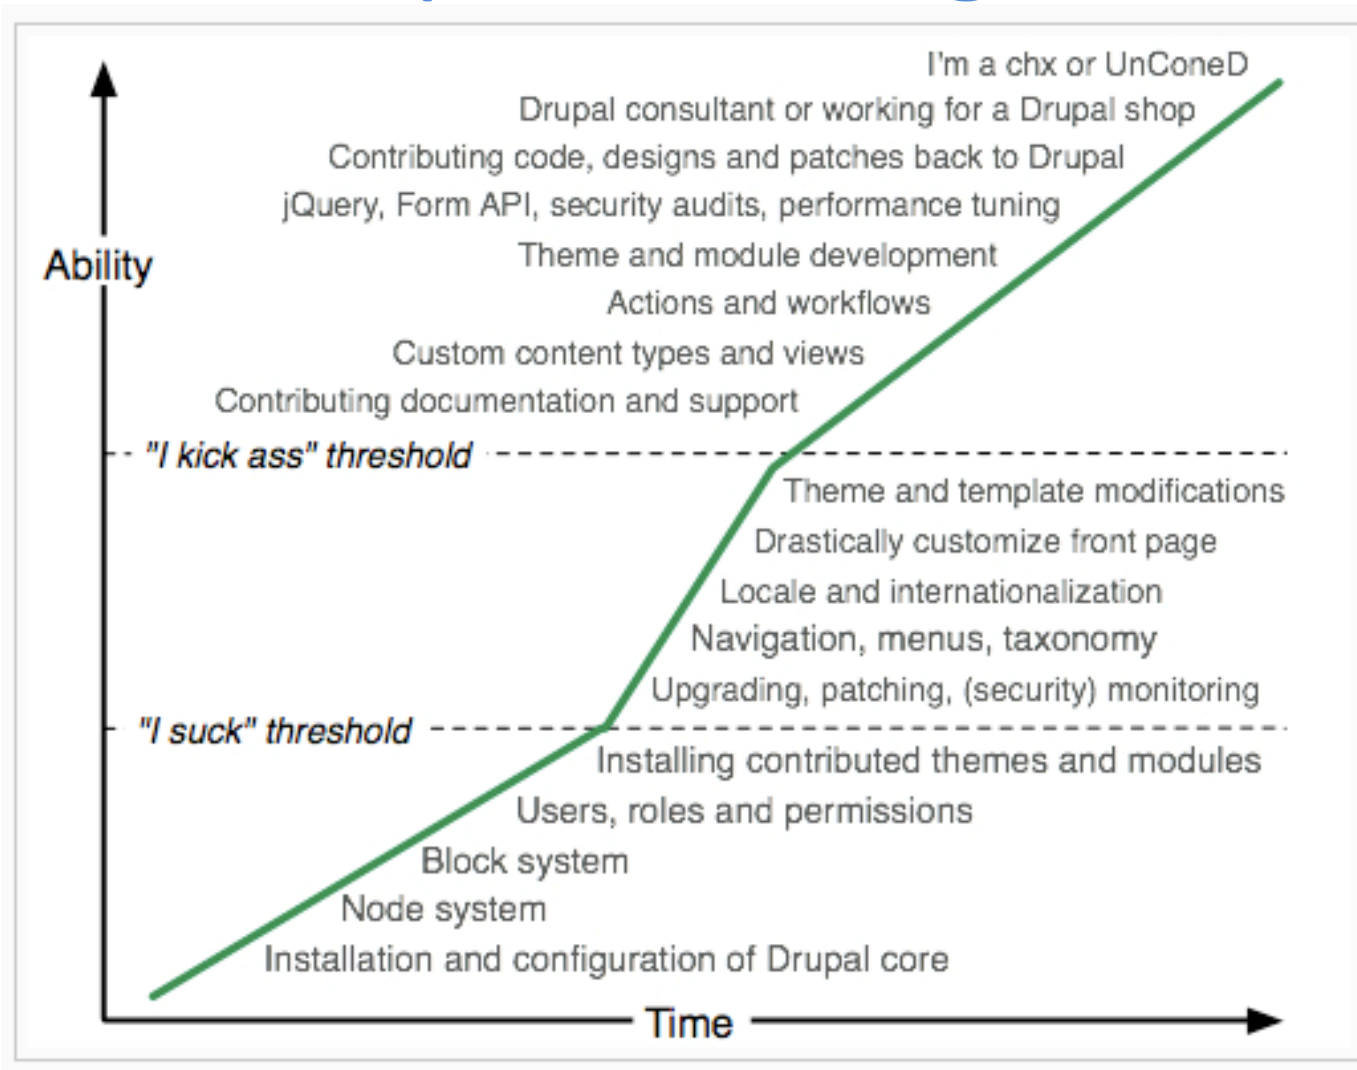 I'm a chx or UnConeD
Drupal consultant or working for a Drupal shop
Contributing code, designs and patches back to Drupal
jQuery, Form API, security audits, performance tuning
Theme and module development
Ability
Actions and workflows
Custom content types and views
Contributing documentation and support
"I kick ass" threshold
Theme and template modifications
Drastically customize front page
Locale and internationalization
Navigation, menus, taxonomy
Upgrading, patching, (security) monitoring
"I suck" threshold
Installing contributed themes and modules
Users, roles and permissions
Block system
Node system
Installation and configuration of Drupal core
Time